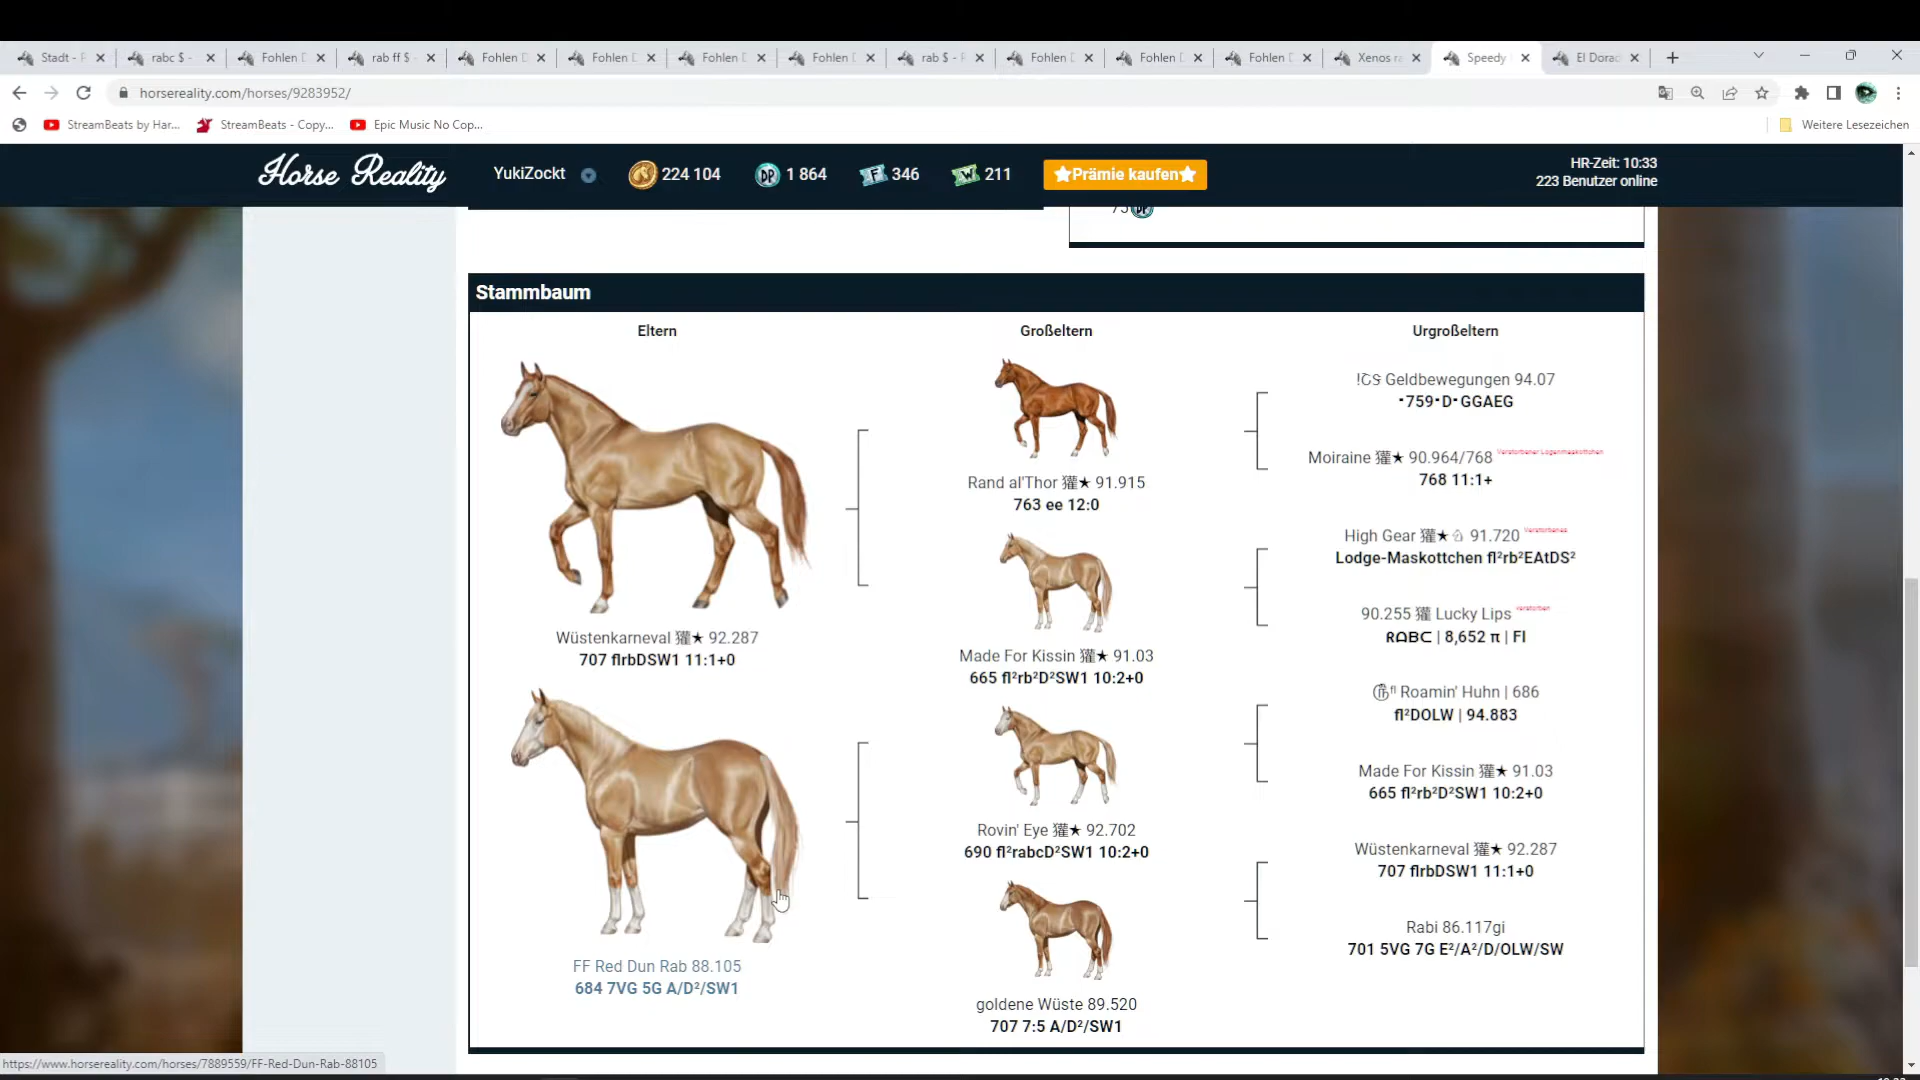 Stadt - F
rabc $ -
Fohlen D
rab ff $ -
Fohlen D
Fohlen D
Fohlen D
Fohlen D
rab $ - F
Fohlen D
Fohlen D
Fohlen D
Xenos ra
Speedy
El Dorad
horsereality.com/horses/9283952/
StreamBeats by Har...
StreamBeats - Copy...
Epic Music No Cop...
Weitere Lesezeichen
Horse Reality
YukiZockt
224 104
DP
1 864
F 346
W 211
Prämie kaufen
HR-Zeit: 10:33
223 Benutzer online
75 DP
Stammbaum
Eltern
Großeltern
Urgroßeltern
Geldbewegungen 94.07
·759·D·GGAEG
Moiraine 獾★ 90.964/768 Verstorbener Logenmaskottchen
768 11:1+
Rand al'Thor 獾★ 91.915
763 ee 12:0
High Gear 獾★♘ 91.720 Verstorbenes
Lodge-Maskottchen fl²rb²EAtDS²
90.255 獾 Lucky Lips verstorben
RABC | 8,652 π | Fl
Wüstenkarneval 獾★ 92.287
707 flrbDSW1 11:1+0
Made For Kissin 獾★ 91.03
665 fl²rb²D²SW1 10:2+0
Roamin' Huhn | 686
fl²DOLW | 94.883
Made For Kissin 獾★ 91.03
665 fl²rb²D²SW1 10:2+0
Rovin' Eye 獾★ 92.702
690 fl²rabcD²SW1 10:2+0
Wüstenkarneval 獾★ 92.287
707 flrbDSW1 11:1+0
Rabi 86.117gi
701 5VG 7G E²/A²/D/OLW/SW
FF Red Dun Rab 88.105
684 7VG 5G A/D²/SW1
goldene Wüste 89.520
707 7:5 A/D²/SW1
https://www.horsereality.com/horses/7889559/FF-Red-Dun-Rab-88105